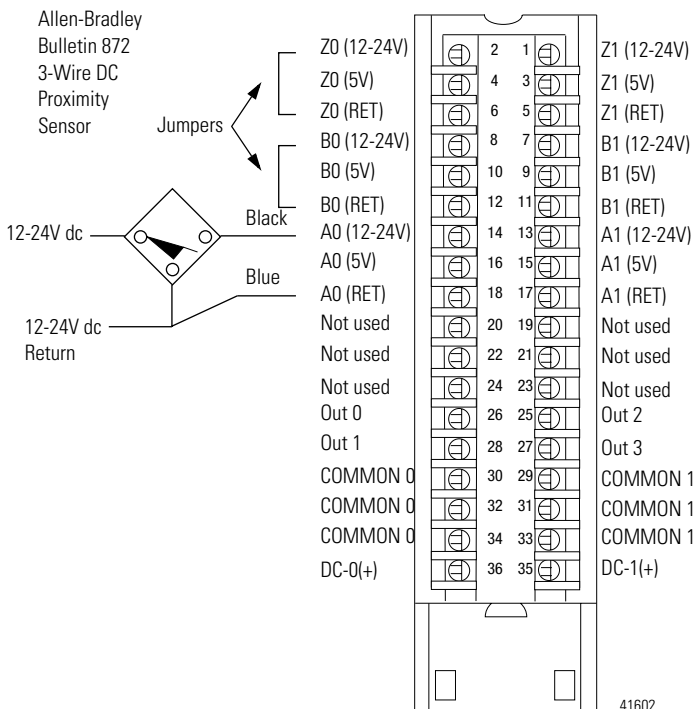 Allen-Bradley
Bulletin 872
3-Wire DC
Proximity
Sensor
Jumpers
Black
12-24V dc
Blue
12-24V dc
Return
Z0 (12-24V) 2 1 Z1 (12-24V)
Z0 (5V) 4 3 Z1 (5V)
Z0 (RET) 6 5 Z1 (RET)
B0 (12-24V) 8 7 B1 (12-24V)
B0 (5V) 10 9 B1 (5V)
B0 (RET) 12 11 B1 (RET)
A0 (12-24V) 14 13 A1 (12-24V)
A0 (5V) 16 15 A1 (5V)
A0 (RET) 18 17 A1 (RET)
Not used 20 19 Not used
Not used 22 21 Not used
Not used 24 23 Not used
Out 0 26 25 Out 2
Out 1 28 27 Out 3
COMMON 0 30 29 COMMON 1
COMMON 0 32 31 COMMON 1
COMMON 0 34 33 COMMON 1
DC-0(+) 36 35 DC-1(+)
41602